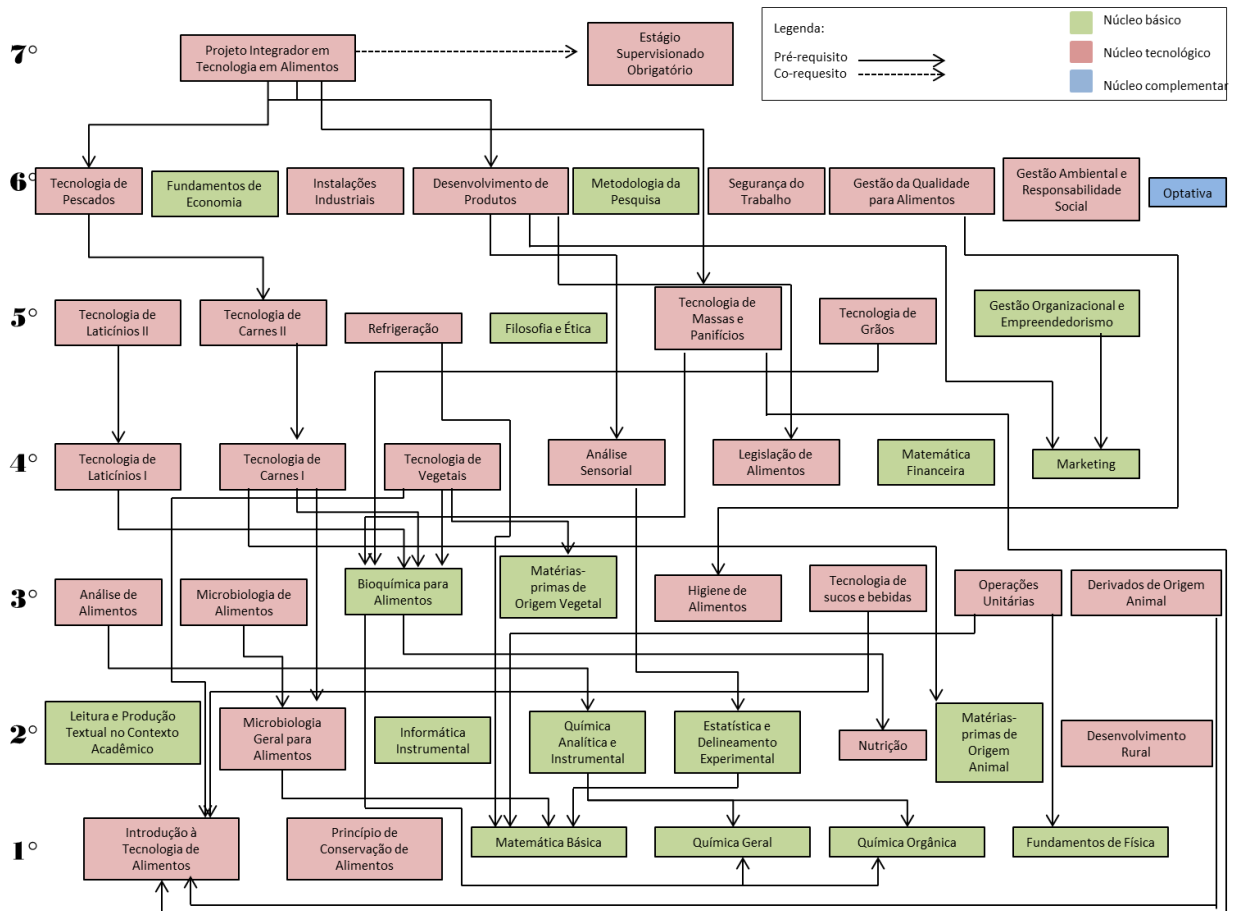 7°
Projeto Integrador em
Tecnologia em Alimentos
Estágio
Supervisionado
Obrigatório
Legenda:
Pré-requisito
Co-requesito
Núcleo básico
Núcleo tecnológico
Núcleo complementar
6°
Tecnologia de
Pescados
Fundamentos de
Economia
Instalações
Industriais
Desenvolvimento de
Produtos
Metodologia da
Pesquisa
Segurança do
Trabalho
Gestão da Qualidade
para Alimentos
Gestão Ambiental e
Responsabilidade
Social
Optativa
5°
Tecnologia de
Laticínios II
Tecnologia de
Carnes II
Refrigeração
Filosofia e Ética
Tecnologia de
Massas e
Panifícios
Tecnologia de
Grãos
Gestão Organizacional e
Empreendedorismo
4°
Tecnologia de
Laticínios I
Tecnologia de
Carnes I
Tecnologia de
Vegetais
Análise
Sensorial
Legislação de
Alimentos
Matemática
Financeira
Marketing
3°
Análise de
Alimentos
Microbiologia de
Alimentos
Bioquímica para
Alimentos
Matérias-
primas de
Origem Vegetal
Higiene de
Alimentos
Tecnologia de
sucos e bebidas
Operações
Unitárias
Derivados de Origem
Animal
2°
Leitura e Produção
Textual no Contexto
Acadêmico
Microbiologia
Geral para
Alimentos
Informática
Instrumental
Química
Analítica e
Instrumental
Estatística e
Delineamento
Experimental
Nutrição
Matérias-
primas de
Origem
Animal
Desenvolvimento
Rural
1°
Introdução à
Tecnologia de
Alimentos
Princípio de
Conservação de
Alimentos
Matemática Básica
Química Geral
Química Orgânica
Fundamentos de Física